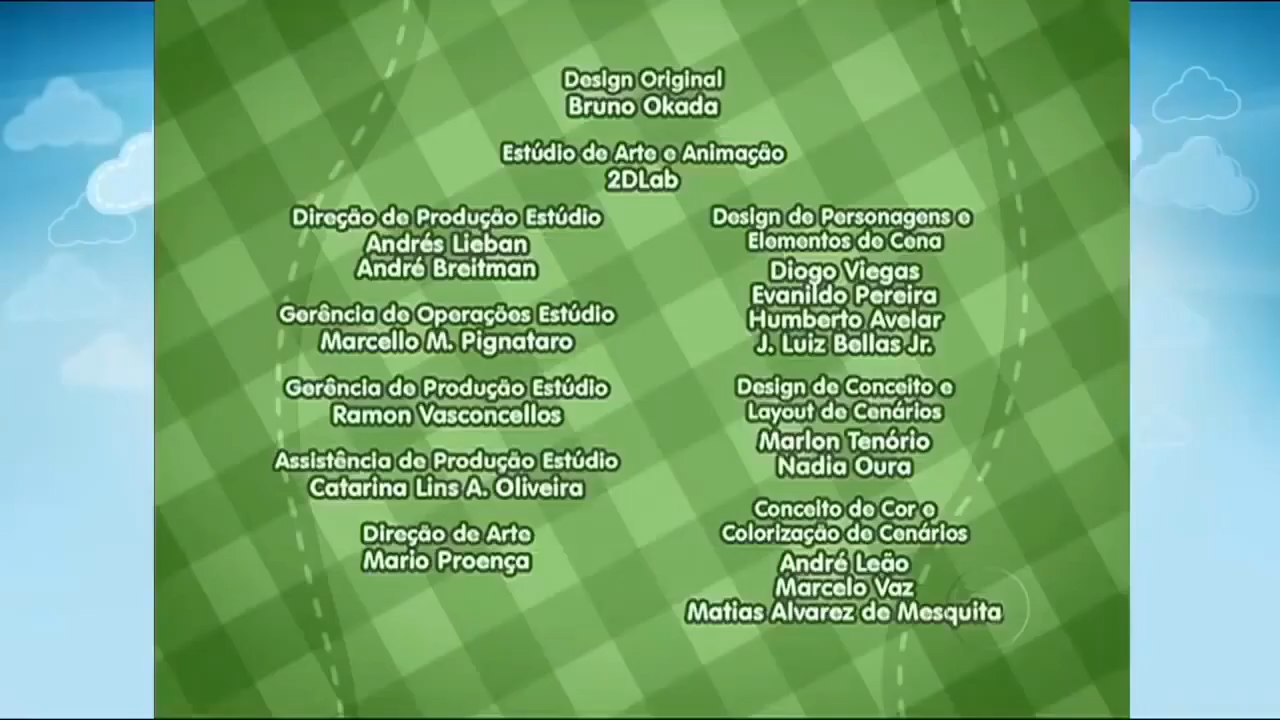 Design Original
Bruno Okada
Estúdio de Arte e Animação
2DLab
Direção de Produção Estúdio
Andrés Lieban
André Breitman
Gerência de Operações Estúdio
Marcello M. Pignataro
Gerência de Produção Estúdio
Ramon Vasconcellos
Assistência de Produção Estúdio
Catarina Lins A. Oliveira
Direção de Arte
Mario Proença
Design de Personagens e
Elementos de Cena
Diogo Viegas
Evanildo Pereira
Humberto Avelar
J. Luiz Bellas Jr.
Design de Conceito e
Layout de Cenários
Marlon Tenório
Nadia Oura
Conceito de Cor e
Colorização de Cenários
André Leão
Marcelo Vaz
Matias Alvarez de Mesquita